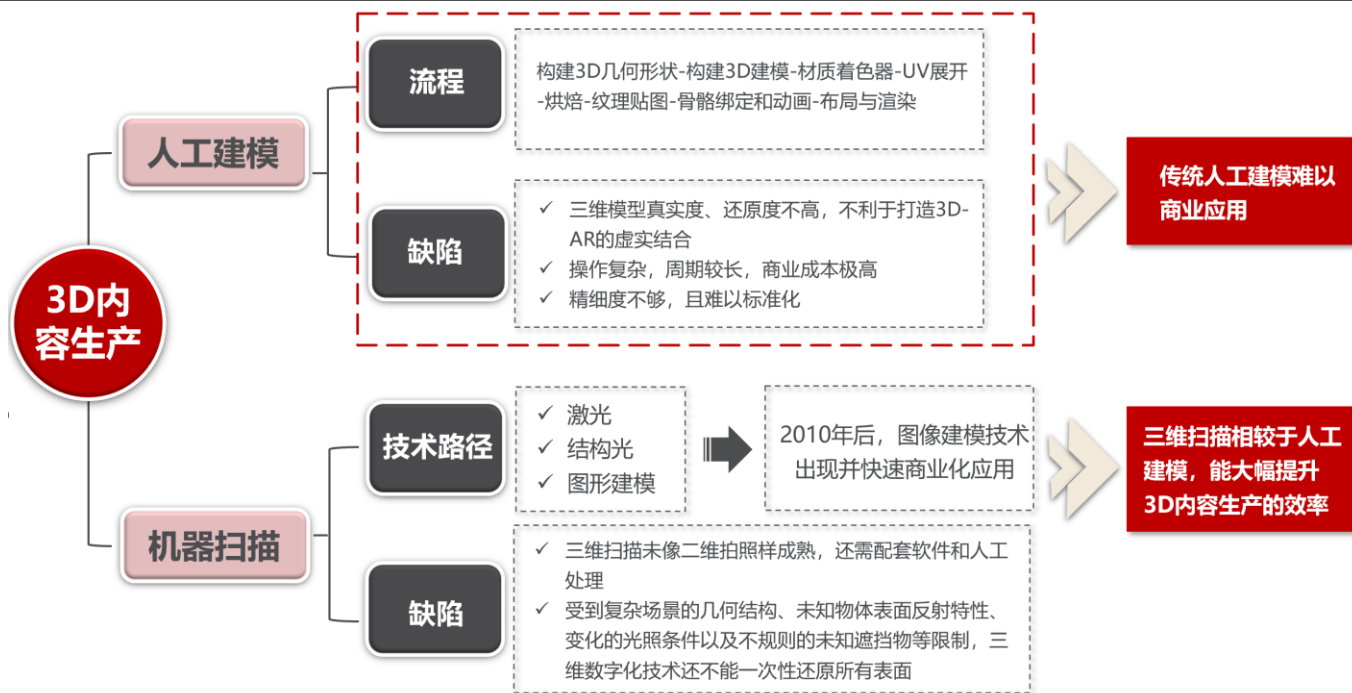 3D内
容生产
人工建模
流程
构建3D几何形状-构建3D建模-材质着色器-UV展开
-烘焙-纹理贴图-骨骼绑定和动画-布局与渲染
缺陷
✓ 三维模型真实度、还原度不高，不利于打造3D-
AR的虚实结合
✓ 操作复杂，周期较长，商业成本极高
✓ 精细度不够，且难以标准化
传统人工建模难以
商业应用
机器扫描
技术路径
✓ 激光
✓ 结构光
✓ 图形建模
2010年后，图像建模技术
出现并快速商业化应用
缺陷
✓ 三维扫描未像二维拍照样成熟，还需配套软件和人工
处理
✓ 受到复杂场景的几何结构、未知物体表面反射特性、
变化的光照条件以及不规则的未知遮挡物等限制，三
维数字化技术还不能一次性还原所有表面
三维扫描相较于人工
建模，能大幅提升
3D内容生产的效率